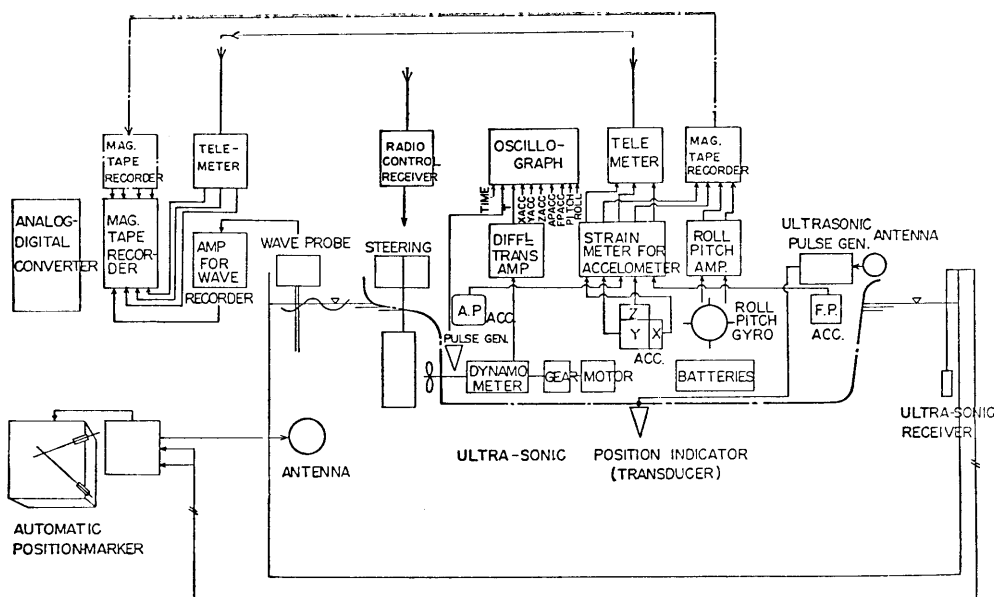 MAG.
TAPE
RECORDER
TELE-
METER
RADIO
CONTROL
RECEIVER
OSCILLO-
GRAPH
TELE
METER
MAG.
TAPE
RECORDER
TIME
T
XACC
YACC
ZACC
APACC
FPACC
PITCH
ROLL
ANALOG-
DIGITAL
CONVERTER
MAG.
TAPE
RECOR-
DER
AMP
FOR
WAVE
RECORDER
WAVE PROBE
STEERING
DIFFL
TRANS
AMP
STRAIN
METER FOR
ACCELOMETER
ROLL
PITCH
AMP.
ULTRASONIC
PULSE GEN.
ANTENNA
A.P
ACC.
PULSE GEN.
Z
Y X
ACC.
ROLL
PITCH
GYRO
F.P.
ACC.
DYNAMO
METER
GEAR
MOTOR
BATTERIES
ULTRA-SONIC
RECEIVER
ANTENNA
ULTRA-SONIC POSITION INDICATOR
(TRANSDUCER)
AUTOMATIC
POSITION-MARKER